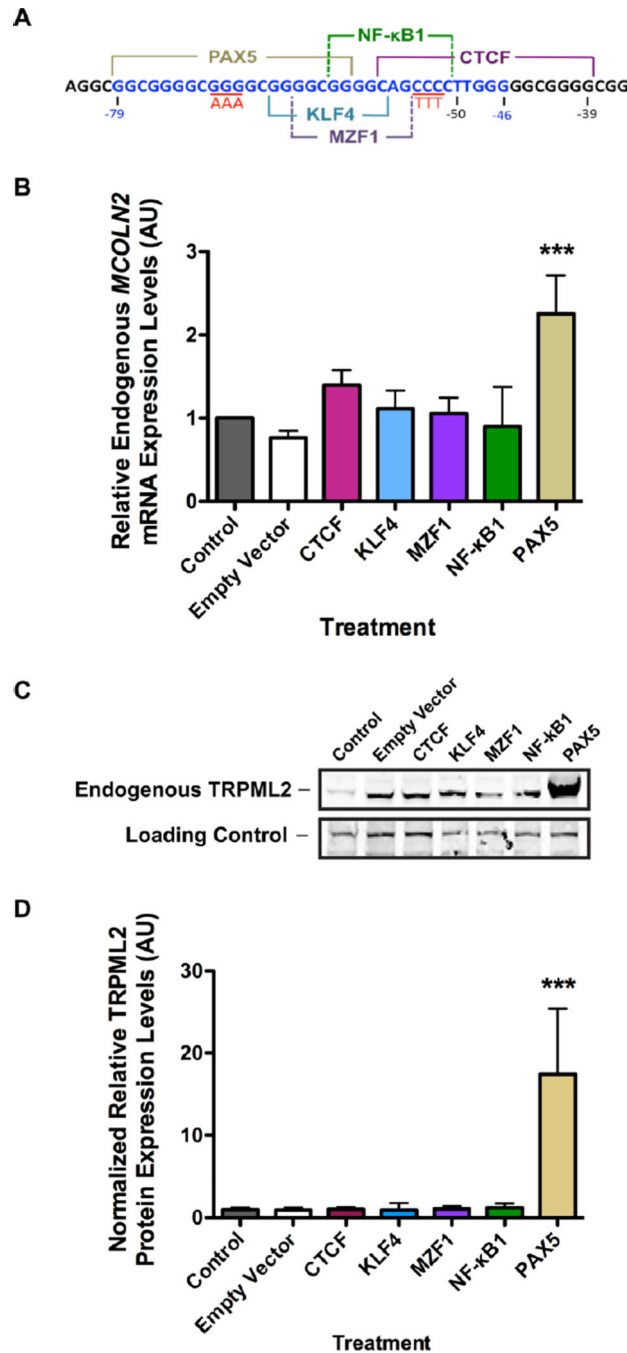 A
NF-κB1
PAX5 CTCF
AGGCGGCGGGGCGGGGCGGGGCGGGGCAGCCCCTTGGGGGCGGGGCGG
AAA TTT
-79 KLF4 -50 -46 -39
MZF1
B
Relative Endogenous MCOLN2
mRNA Expression Levels (AU)
3
2
1
0
***
Control
Empty Vector
CTCF
KLF4
MZF1
NF-κB1
PAX5
Treatment
C
Control
Empty Vector
CTCF
KLF4
MZF1
NF-κB1
PAX5
Endogenous TRPML2
Loading Control
D
Normalized Relative TRPML2
Protein Expression Levels (AU)
30
20
10
0
***
Control
Empty Vector
CTCF
KLF4
MZF1
NF-κB1
PAX5
Treatment